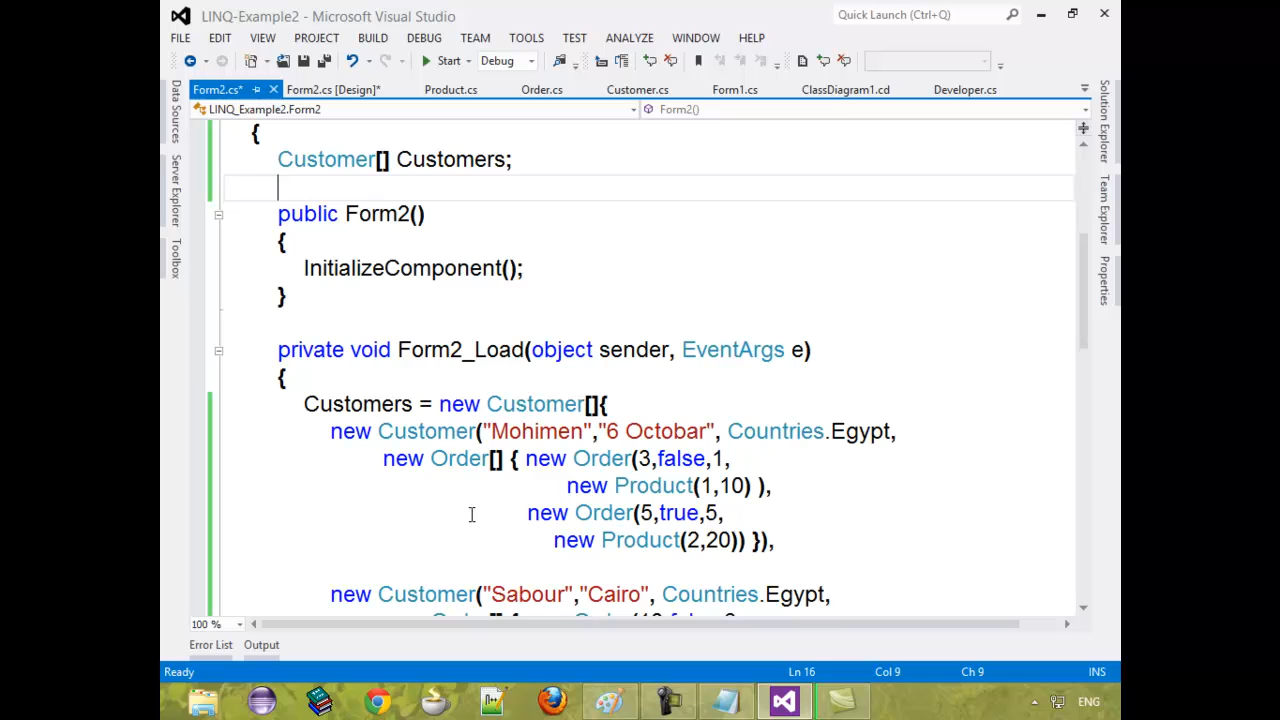 LINQ-Example2 - Microsoft Visual Studio
Quick Launch (Ctrl+Q)
FILE EDIT VIEW PROJECT BUILD DEBUG TEAM TOOLS TEST ANALYZE WINDOW HELP
Start Debug
Form2.cs* Form2.cs [Design]* Product.cs Order.cs Customer.cs Form1.cs ClassDiagram1.cd Developer.cs
LINQ_Example2.Form2 Form2()
Data Sources
Server Explorer
Toolbox
{
Customer[] Customers;
public Form2()
{
InitializeComponent();
}
private void Form2_Load(object sender, EventArgs e)
{
Customers = new Customer[]{
new Customer("Mohimen","6 Octobar", Countries.Egypt,
new Order[] { new Order(3,false,1,
new Product(1,10) ),
new Order(5,true,5,
new Product(2,20)) }),
new Customer("Sabour","Cairo", Countries.Egypt,
Solution Explorer
Team Explorer
Properties
100 %
Error List Output
Ready Ln 16 Col 9 Ch 9 INS
ENG